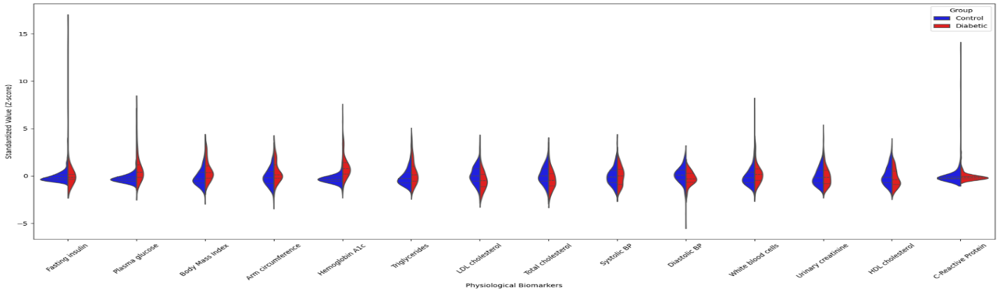 Group
Control
Diabetic
Standardized Value (Z-score)
15
10
5
0
−5
Fasting insulin
Plasma glucose
Body Mass Index
Arm circumference
Hemoglobin A1c
Triglycerides
LDL cholesterol
Total cholesterol
Systolic BP
Diastolic BP
White blood cells
Urinary creatinine
HDL cholesterol
C-Reactive Protein
Physiological Biomarkers